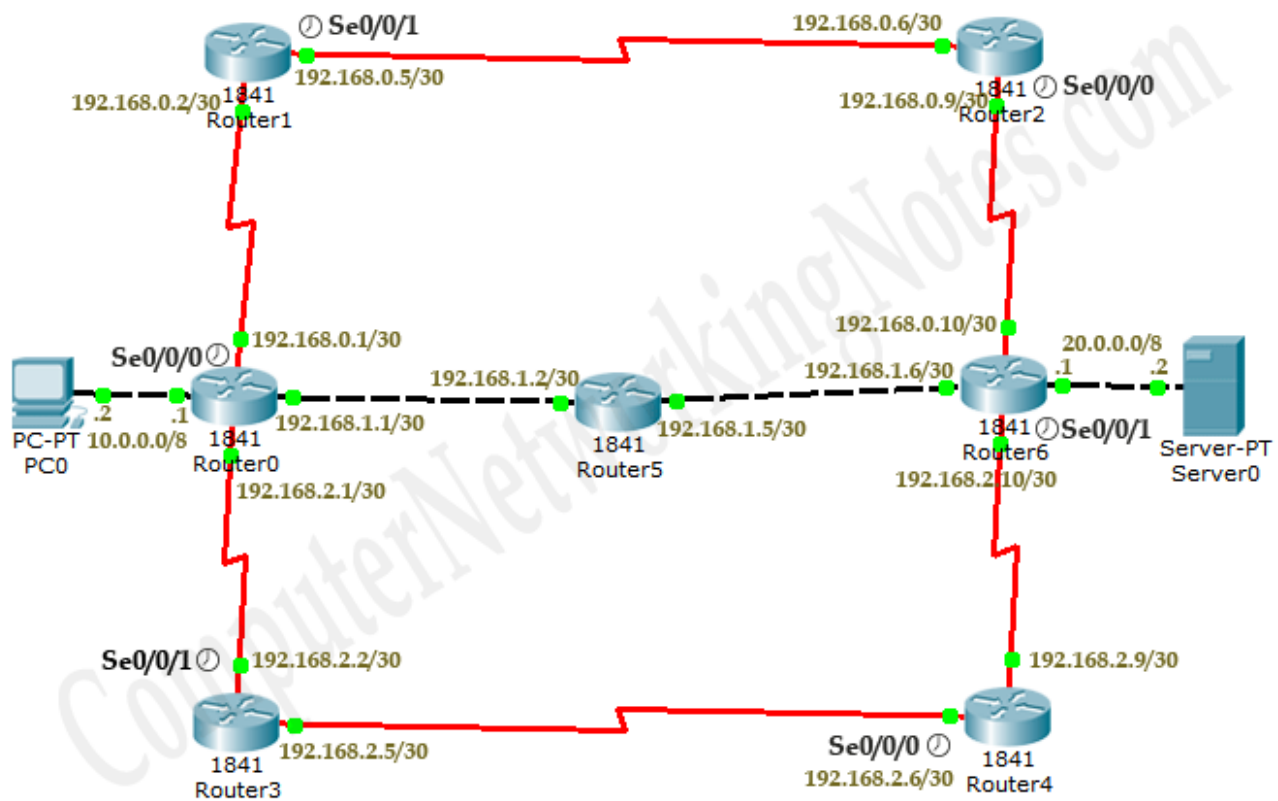 Se0/0/1
192.168.0.6/30
192.168.0.5/30
1841
Router1
192.168.0.2/30
1841
Router2
Se0/0/0
192.168.0.9/30
192.168.0.1/30
Se0/0/0
192.168.0.10/30
20.0.0.0/8
.1
.2
192.168.1.2/30
192.168.1.6/30
.2
.1
10.0.0.0/8
PC-PT
PC0
192.168.1.1/30
1841
Router0
192.168.1.5/30
1841
Router5
1841
Router6
Se0/0/1
Server-PT
Server0
192.168.2.1/30
192.168.2.10/30
Se0/0/1
192.168.2.2/30
192.168.2.9/30
192.168.2.5/30
1841
Router3
Se0/0/0
192.168.2.6/30
1841
Router4
ComputerNetworkingNotes.com